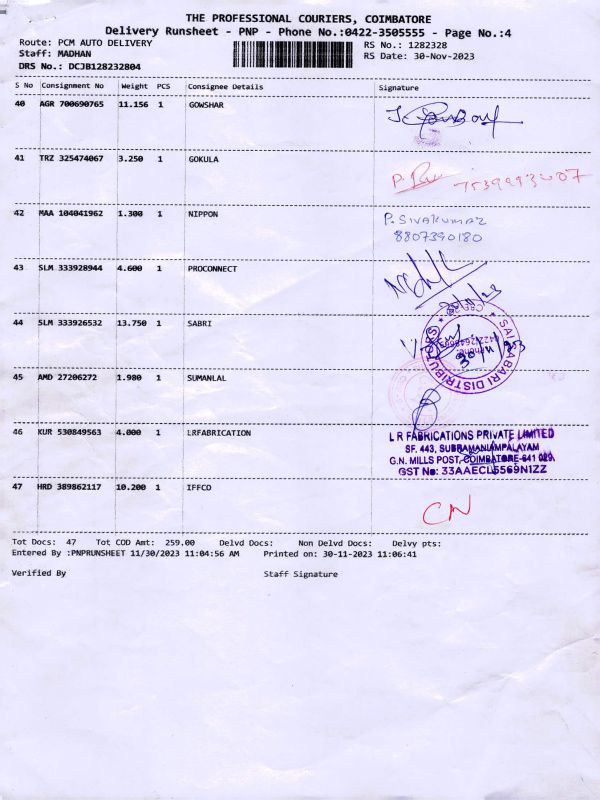 THE PROFESSIONAL COURIERS, COIMBATORE
Delivery Runsheet - PNP - Phone No.:0422-3505555 - Page No.:4
Route: PCM AUTO DELIVERY
Staff: MADHAN
DRS No.: DCJB128232804
RS No.: 1282328
RS Date: 30-Nov-2023
S No Consignment No Weight PCS Consignee Details Signature
40 AGR 700690765 11.156 1 GOWSHAR
41 TRZ 325474067 3.250 1 GOKULA
42 MAA 104041962 1.300 1 NIPPON
P. SIVAKUMAR
8807390180
43 SLM 333928944 4.600 1 PROCONNECT
44 SLM 333926532 13.750 1 SABRI
SAI SABARI DISTRIBUTORS
45 AMD 27206272 1.980 1 SUMANLAL
46 KUR 530849563 4.000 1 LRFABRICATION
L R FABRICATIONS PRIVATE LIMITED
SF. 443, SUBRAMANIAMPALAYAM
G.N. MILLS POST, COIMBATORE-641 029.
GST No: 33AAECL5569N1ZZ
47 HRD 389862117 10.200 1 IFFCO
CN
Tot Docs: 47 Tot COD Amt: 259.00 Delvd Docs: Non Delvd Docs: Delvy pts:
Entered By :PNPRUNSHEET 11/30/2023 11:04:56 AM Printed on: 30-11-2023 11:06:41
Verified By Staff Signature